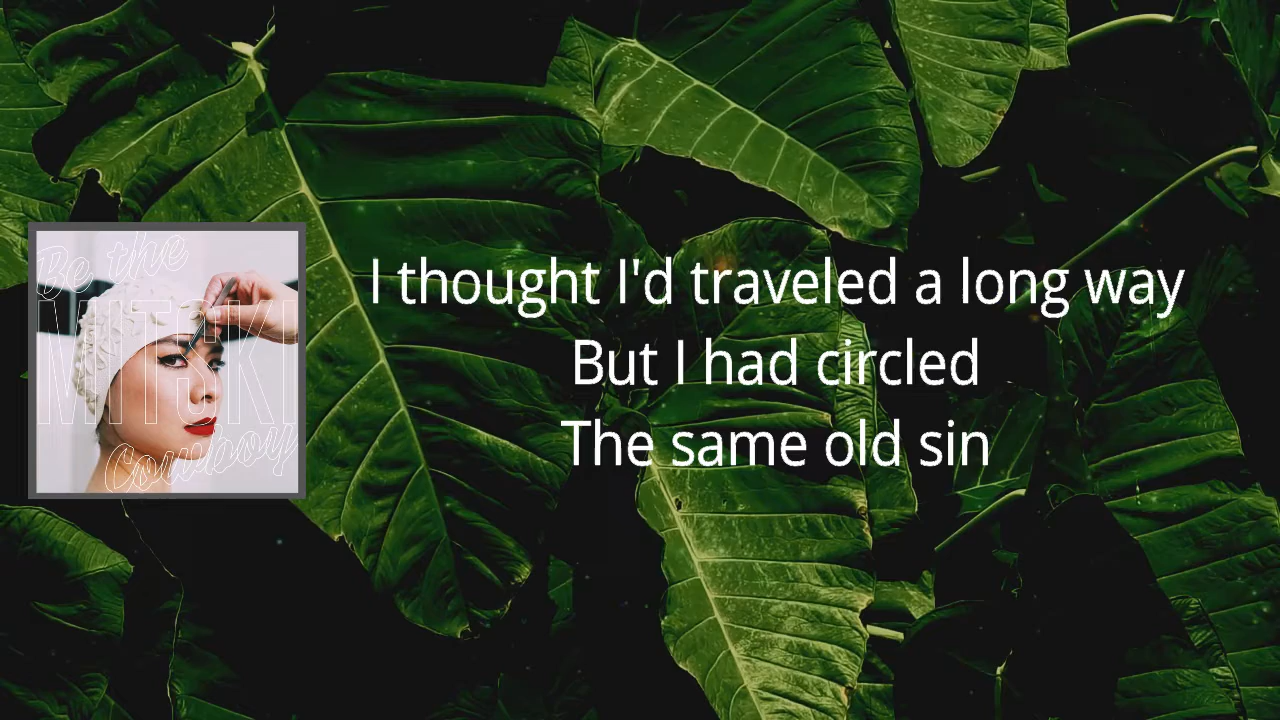 Be the
MITSKI
Cowboy
I thought I'd traveled a long way
But I had circled
The same old sin